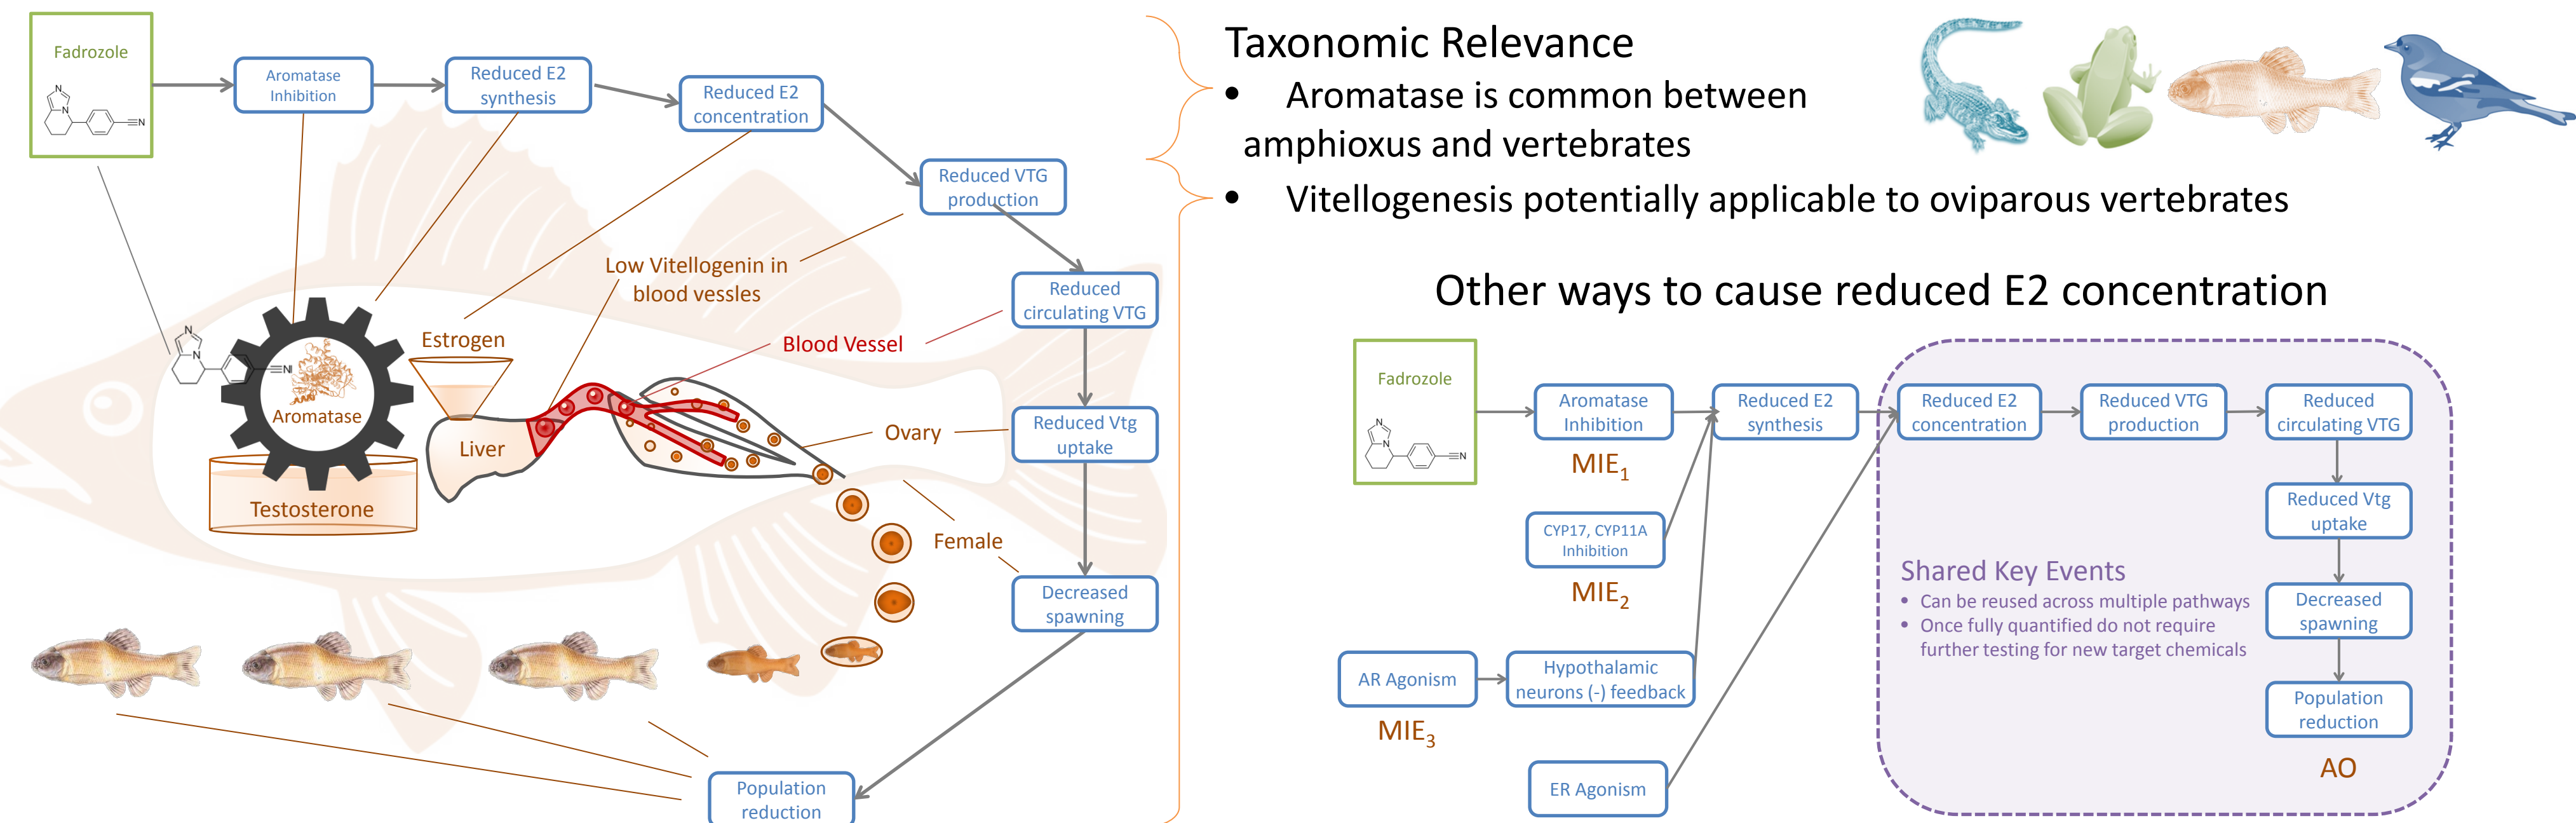 Fadrozole
N
N
≡N
Aromatase
Inhibition
Reduced E2
synthesis
Reduced E2
concentration
Reduced VTG
production
Low Vitellogenin in
blood vessles
Reduced
circulating VTG
Estrogen
Blood Vessel
N
N
≡N
Aromatase
Liver
Ovary
Reduced Vtg
uptake
Testosterone
Female
Decreased
spawning
Population
reduction
Taxonomic Relevance
• Aromatase is common between
amphioxus and vertebrates
• Vitellogenesis potentially applicable to oviparous vertebrates
Other ways to cause reduced E2 concentration
Fadrozole
N
N
≡N
Aromatase
Inhibition
MIE1
Reduced E2
synthesis
Reduced E2
concentration
Reduced VTG
production
Reduced
circulating VTG
CYP17, CYP11A
Inhibition
MIE2
Reduced Vtg
uptake
Shared Key Events
• Can be reused across multiple pathways
• Once fully quantified do not require
further testing for new target chemicals
Decreased
spawning
AR Agonism
MIE3
Hypothalamic
neurons (-) feedback
Population
reduction
AO
ER Agonism